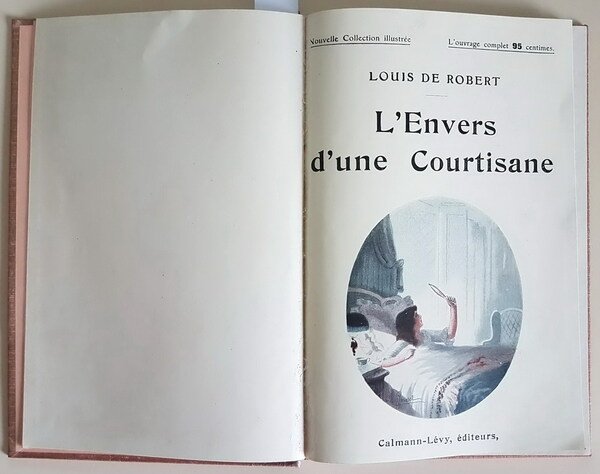 Nouvelle Collection illustrée
L'ouvrage complet 95 centimes.
LOUIS DE ROBERT
L'Envers
d'une Courtisane
Calmann-Lévy, éditeurs,